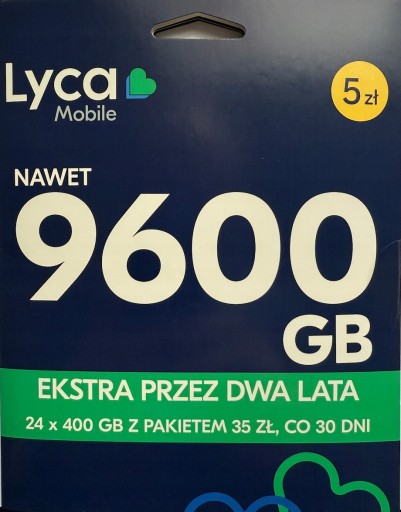 Lyca
Mobile
5 zł
NAWET
9600
GB
EKSTRA PRZEZ DWA LATA
24 x 400 GB Z PAKIETEM 35 ZŁ, CO 30 DNI